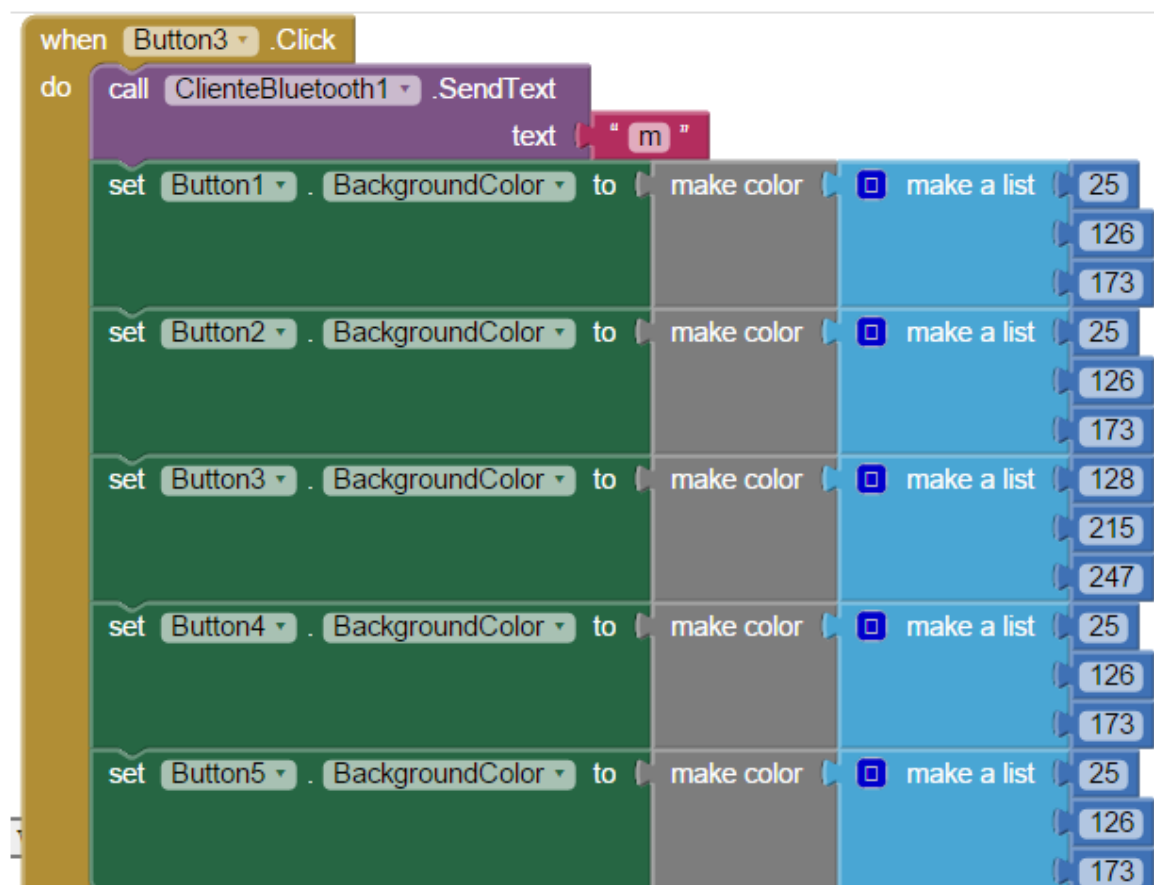 when Button3 .Click
do call ClienteBluetooth1 .SendText
text " m "
set Button1 . BackgroundColor to make color make a list 25
126
173
set Button2 . BackgroundColor to make color make a list 25
126
173
set Button3 . BackgroundColor to make color make a list 128
215
247
set Button4 . BackgroundColor to make color make a list 25
126
173
set Button5 . BackgroundColor to make color make a list 25
126
173